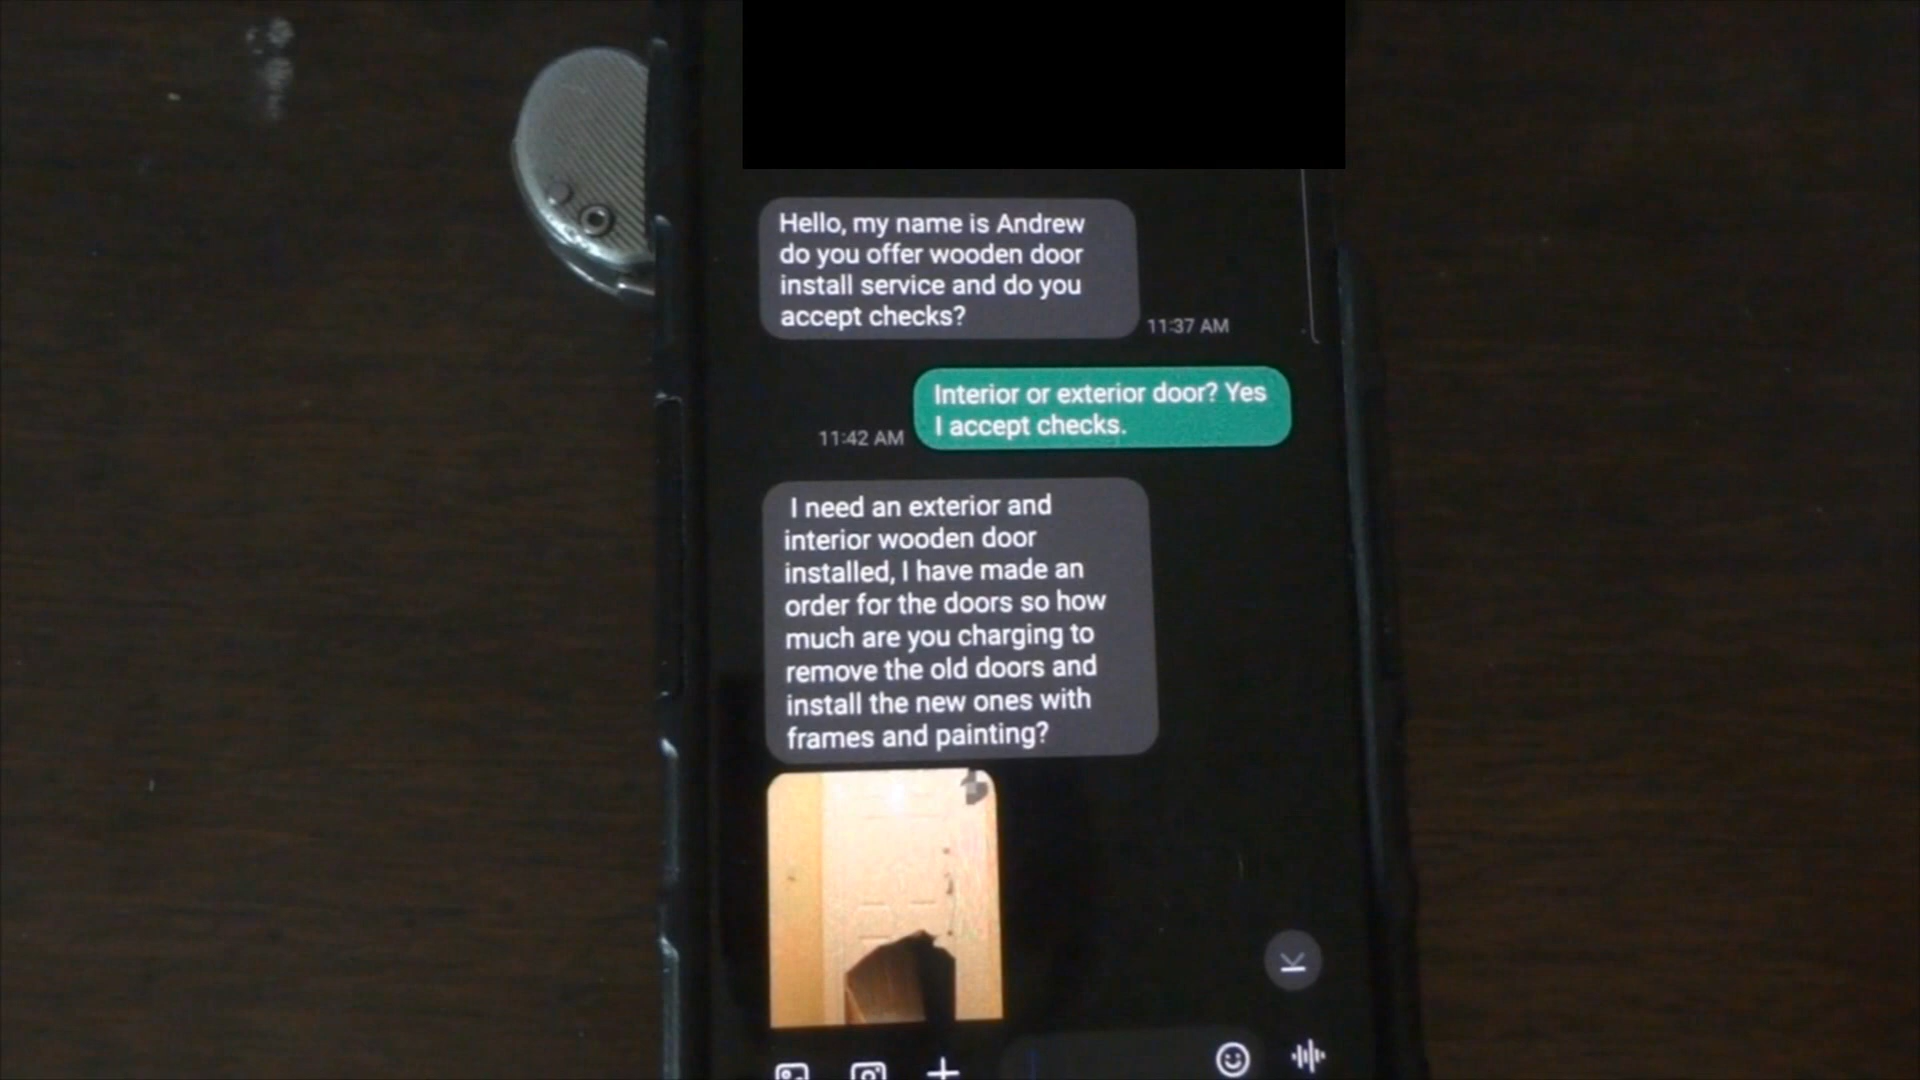 Hello, my name is Andrew
do you offer wooden door
install service and do you
accept checks?
11:37 AM
Interior or exterior door? Yes
I accept checks.
11:42 AM
I need an exterior and
interior wooden door
installed, I have made an
order for the doors so how
much are you charging to
remove the old doors and
install the new ones with
frames and painting?